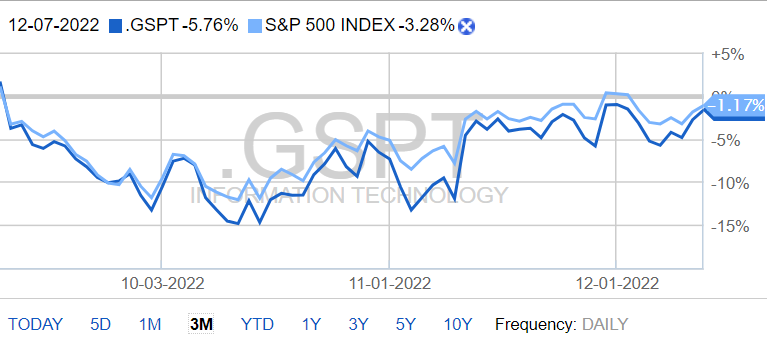 12-07-2022 .GSPT -5.76% S&P 500 INDEX -3.28%
+5%
0%
-1.17%
-5%
-10%
-15%
.GSPT
INFORMATION TECHNOLOGY
10-03-2022 11-01-2022 12-01-2022
TODAY 5D 1M 3M YTD 1Y 3Y 5Y 10Y Frequency: DAILY